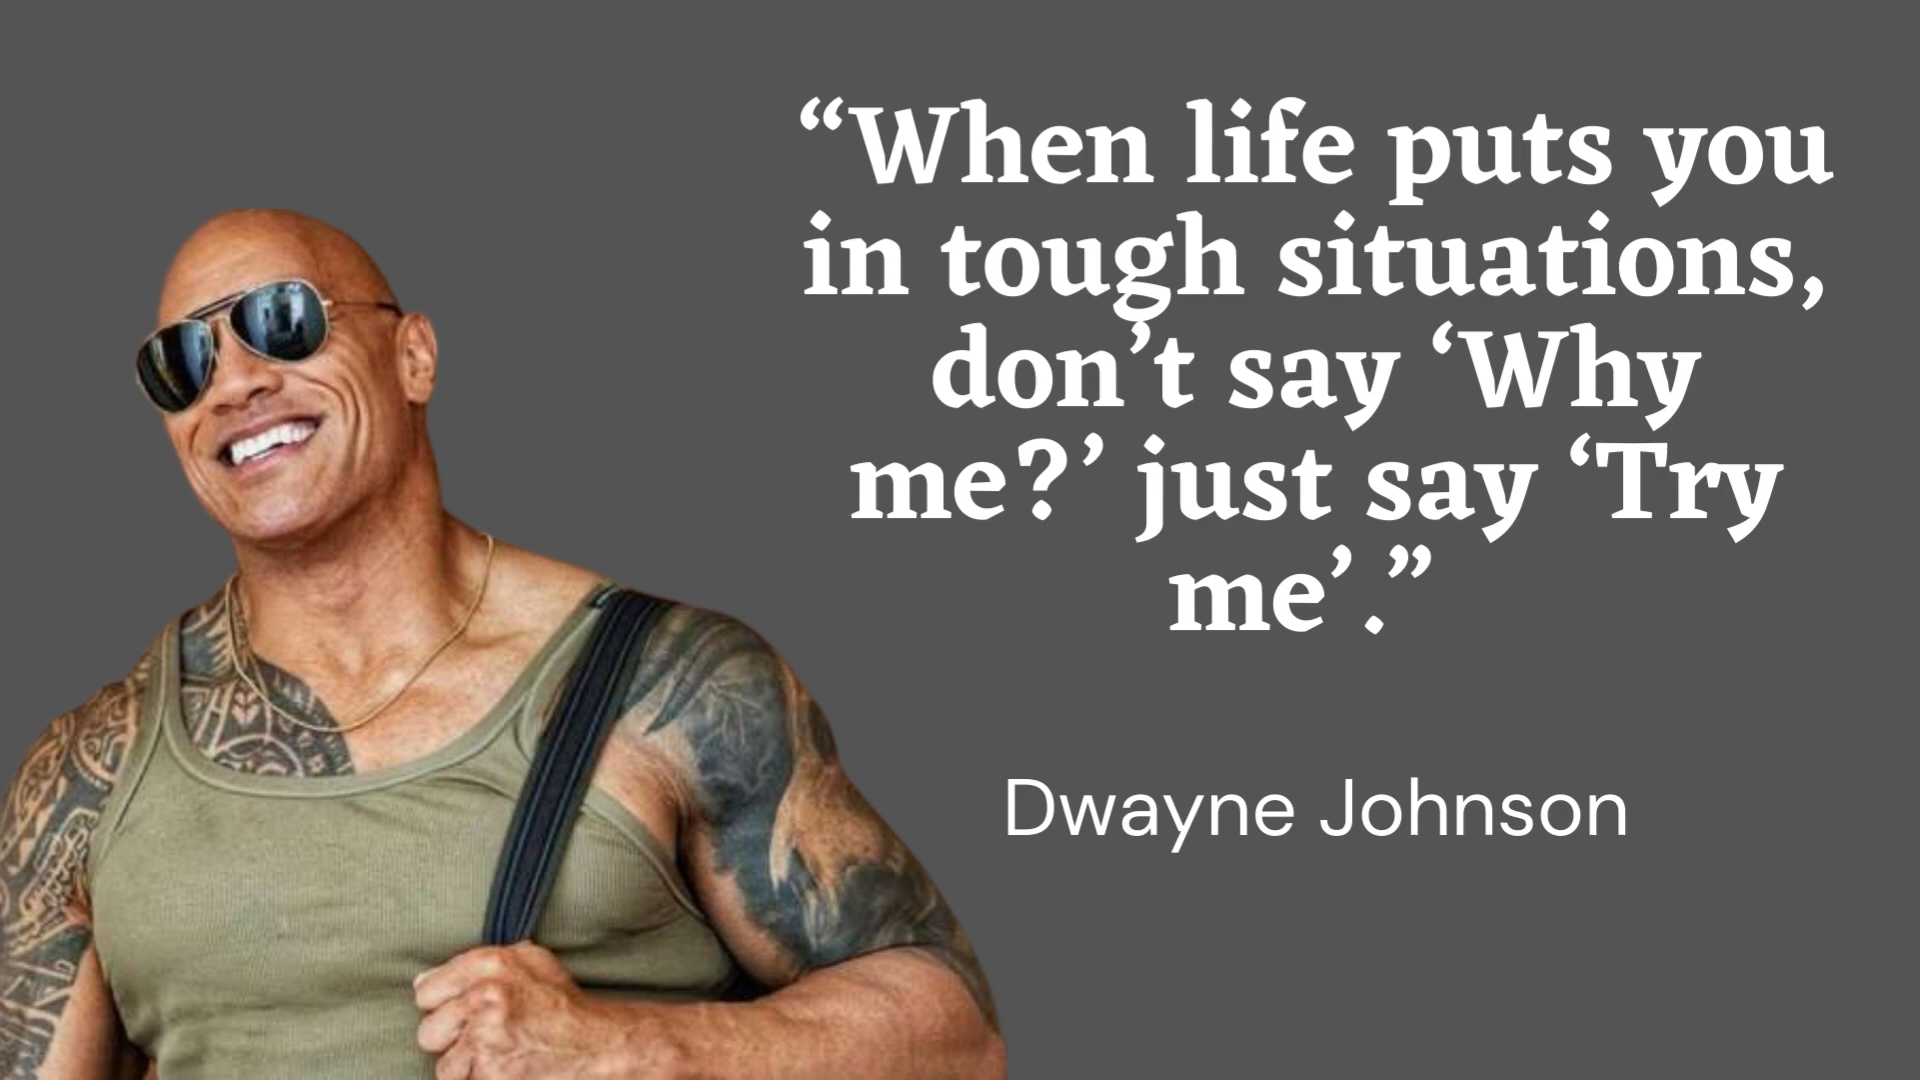 “When life puts you
in tough situations,
don’t say ‘Why
me?’ just say ‘Try
me’.”
Dwayne Johnson